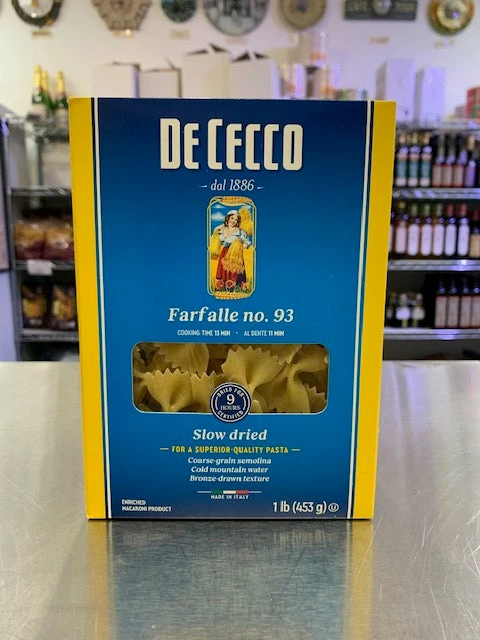 DE CECCO
dal 1886
Farfalle no. 93
COOKING TIME 13 MIN • AL DENTE 11 MIN
DRIED FOR
9
HOURS
CERTIFIED
Slow dried
FOR A SUPERIOR-QUALITY PASTA
Coarse-grain semolina
Cold mountain water
Bronze-drawn texture
MADE IN ITALY
ENRICHED
MACARONI PRODUCT
1 lb (453 g) U